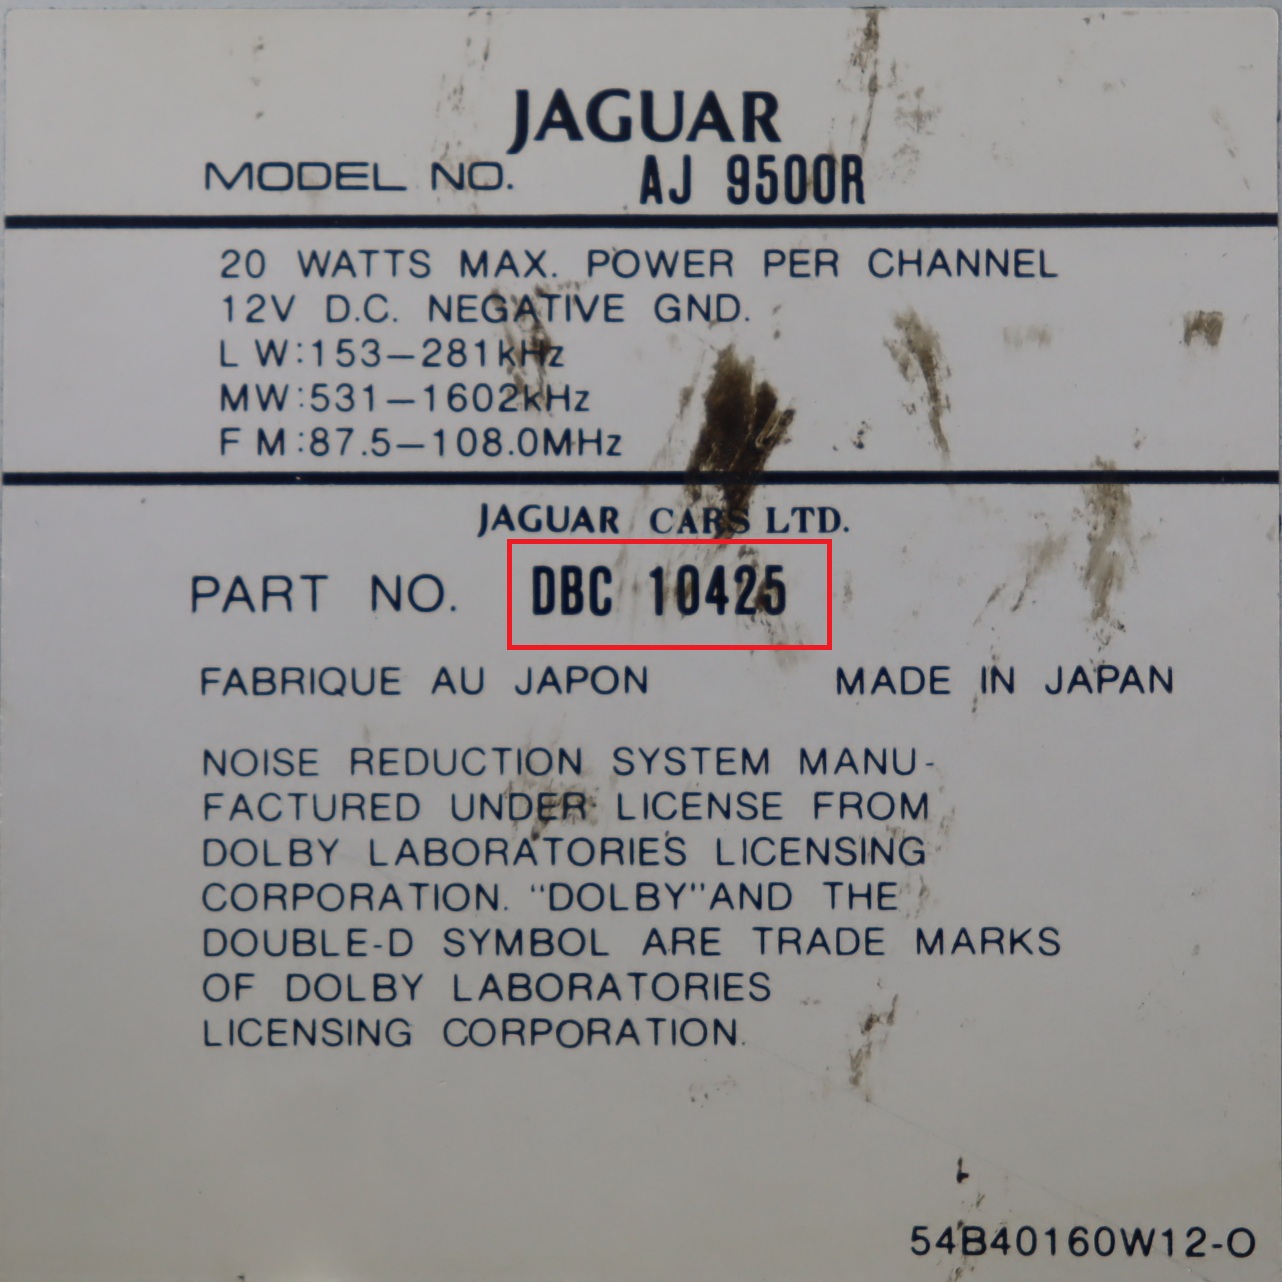 JAGUAR
MODEL NO. AJ 9500R
20 WATTS MAX. POWER PER CHANNEL
12V D.C. NEGATIVE GND.
L W:153–281kHz
MW:531–1602kHz
F M:87.5–108.0MHz
JAGUAR CARS LTD.
PART NO. DBC 10425
FABRIQUE AU JAPON MADE IN JAPAN
NOISE REDUCTION SYSTEM MANU-
FACTURED UNDER LICENSE FROM
DOLBY LABORATORIES LICENSING
CORPORATION. "DOLBY"AND THE
DOUBLE-D SYMBOL ARE TRADE MARKS
OF DOLBY LABORATORIES
LICENSING CORPORATION.
54B40160W12-O